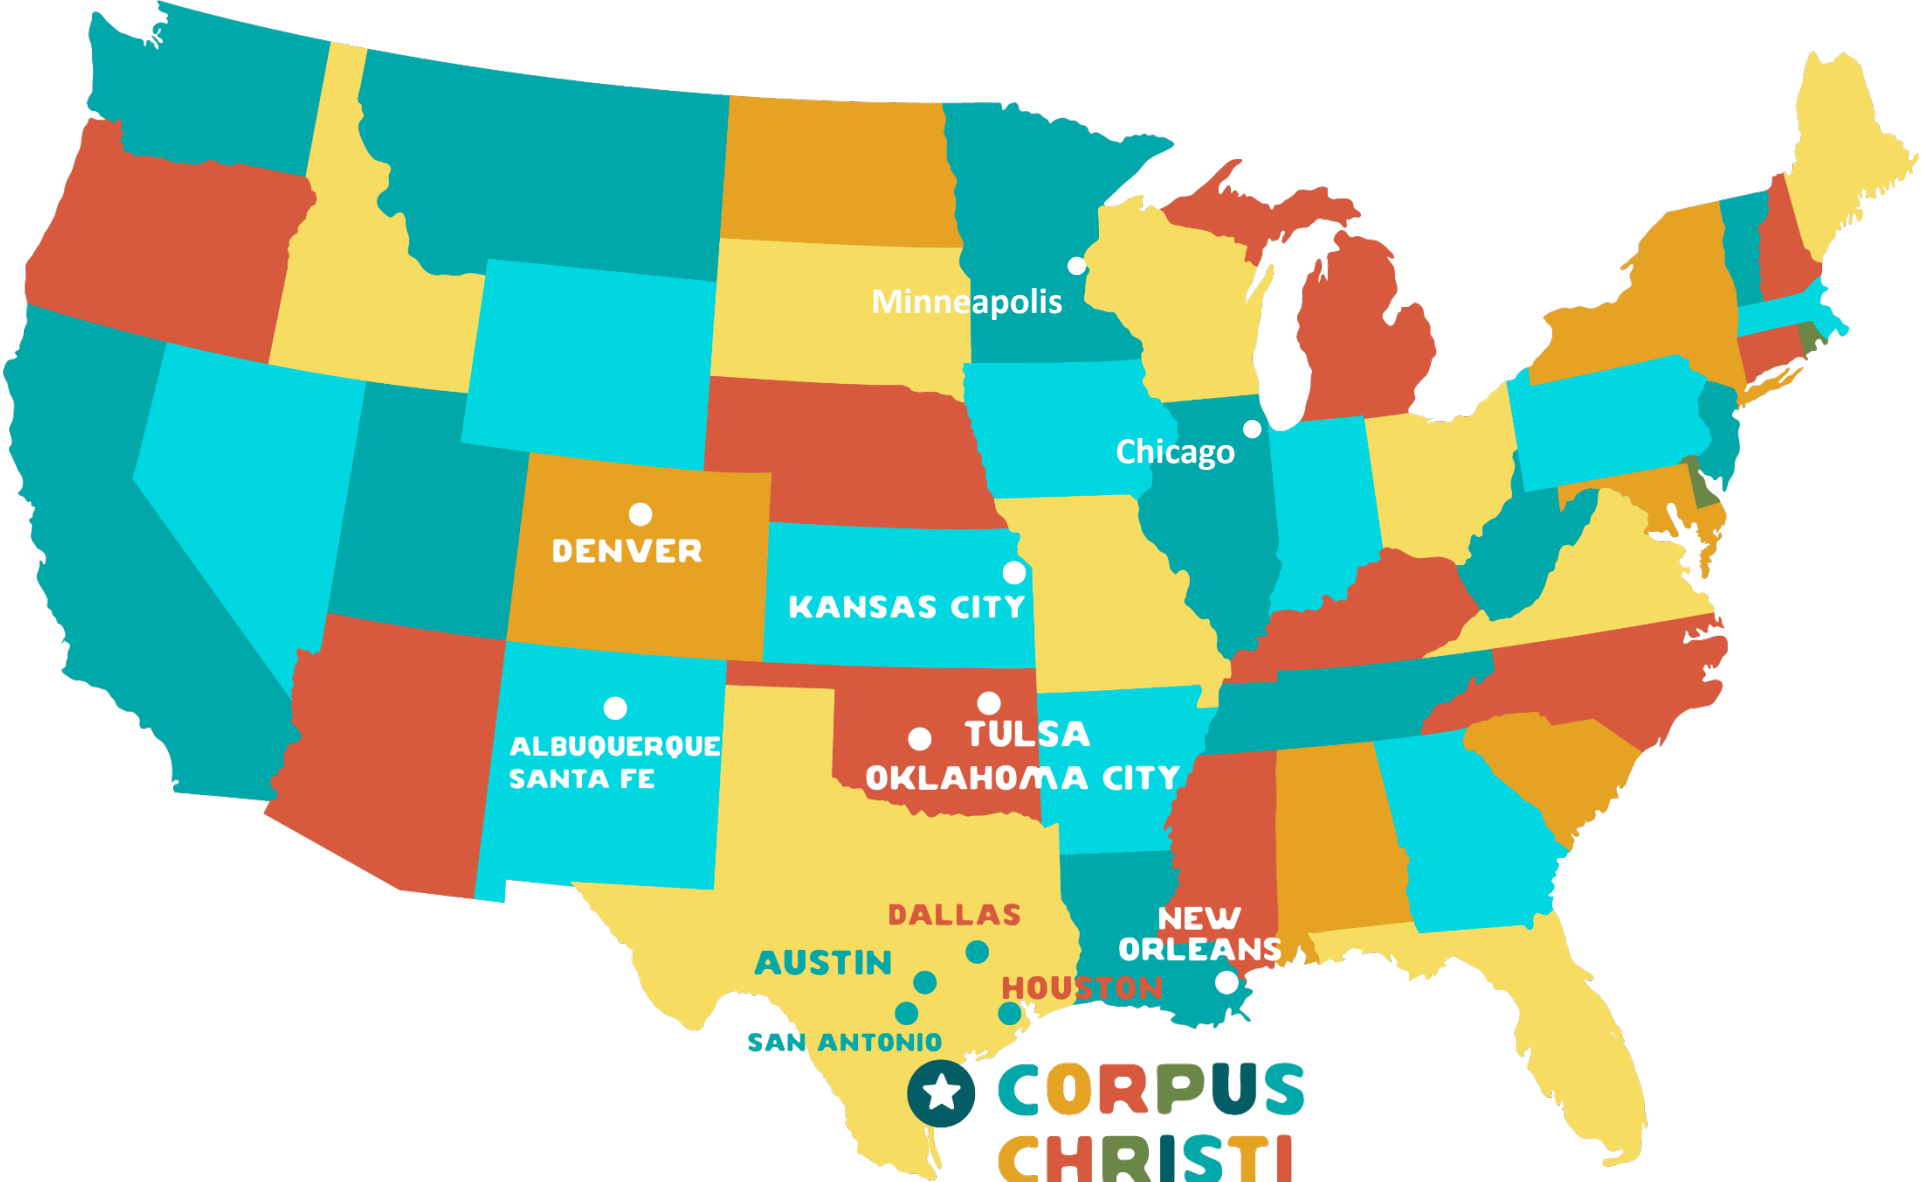 Minneapolis
Chicago
DENVER
KANSAS CITY
TULSA
ALBUQUERQUE
SANTA FE
OKLAHOMA CITY
DALLAS
NEW
ORLEANS
AUSTIN
HOUSTON
SAN ANTONIO
CORPUS
CHRISTI